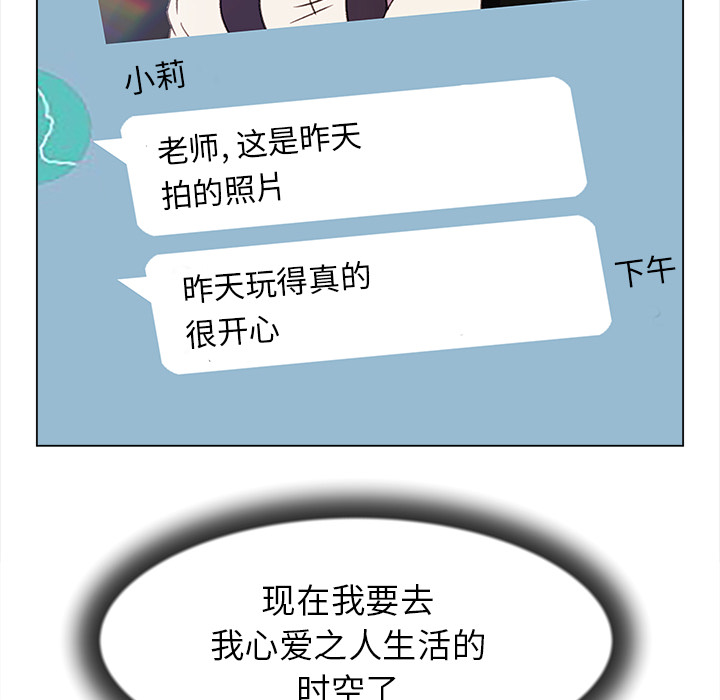 小莉
老师, 这是昨天
拍的照片
昨天玩得真的
很开心
下午
现在我要去
我心爱之人生活的
时空了